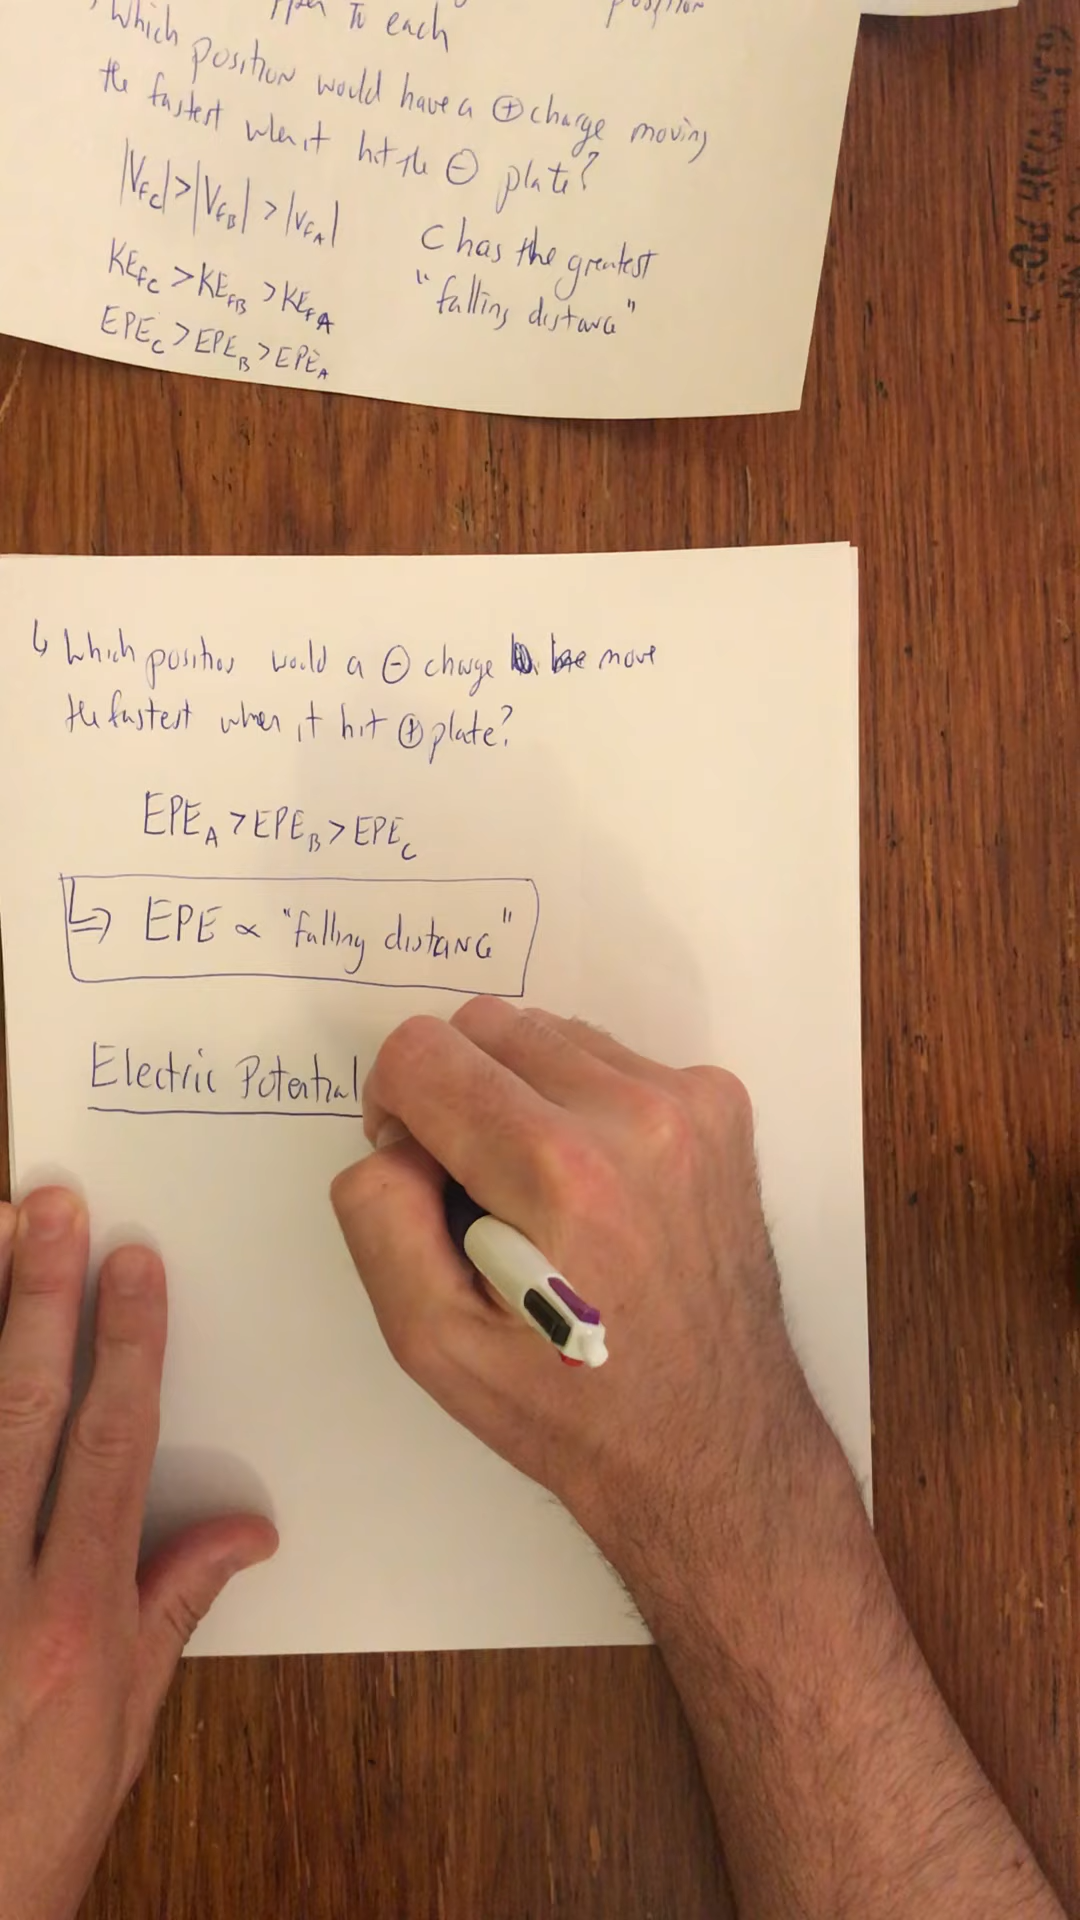 to each
position
Which position would have a ⊕ charge moving
the fastest when it hit the ⊖ plate?
|V_fC| > |V_fB| > |V_fA|
C has the greatest
"falling distance"
KE_fC > KE_fB > KE_fA
EPE_C > EPE_B > EPE_A
↳ Which position would a ⊖ charge move
the fastest when it hit ⊕ plate?
EPE_A > EPE_B > EPE_C
↳⇒ EPE ∝ "falling distance"
Electric Potential